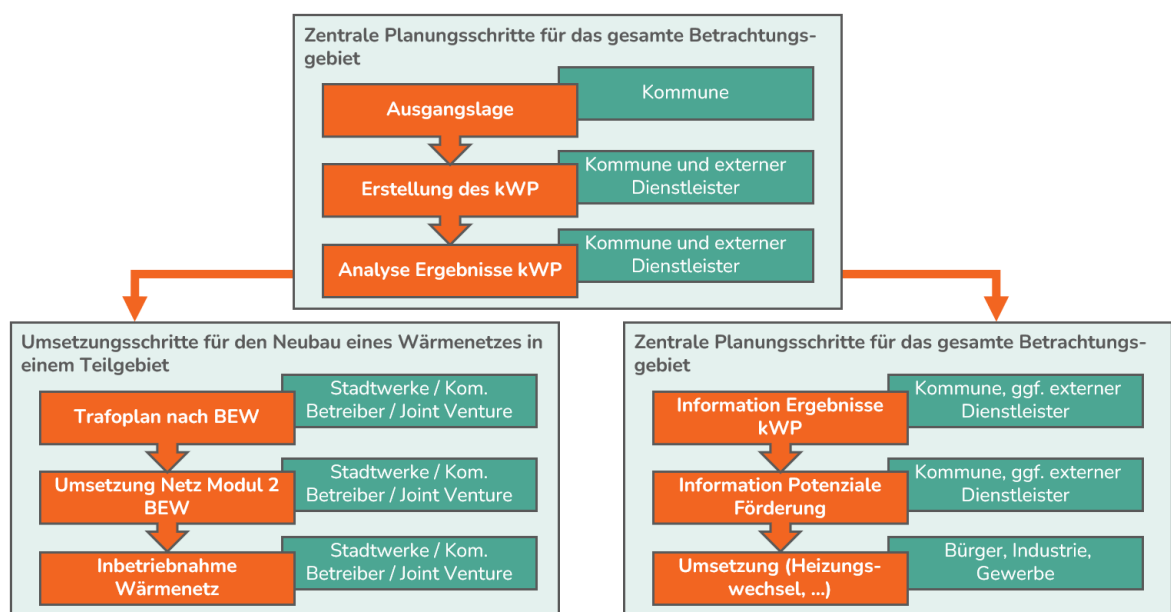 Zentrale Planungsschritte für das gesamte Betrachtungs-
gebiet
Ausgangslage
Kommune
Erstellung des kWP
Kommune und externer
Dienstleister
Analyse Ergebnisse kWP
Kommune und externer
Dienstleister
Umsetzungsschritte für den Neubau eines Wärmenetzes in
einem Teilgebiet
Trafoplan nach BEW
Stadtwerke / Kom.
Betreiber / Joint Venture
Umsetzung Netz Modul 2
BEW
Stadtwerke / Kom.
Betreiber / Joint Venture
Inbetriebnahme
Wärmenetz
Stadtwerke / Kom.
Betreiber / Joint Venture
Zentrale Planungsschritte für das gesamte Betrachtungs-
gebiet
Information Ergebnisse
kWP
Kommune, ggf. externer
Dienstleister
Information Potenziale
Förderung
Kommune, ggf. externer
Dienstleister
Umsetzung (Heizungs-
wechsel, ...)
Bürger, Industrie,
Gewerbe